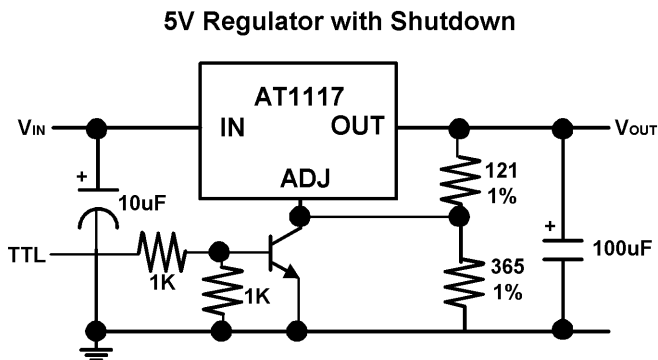 5V Regulator with Shutdown
AT1117
VIN
IN
OUT
VOUT
ADJ
+
10uF
121
1%
+
100uF
TTL
1K
1K
365
1%